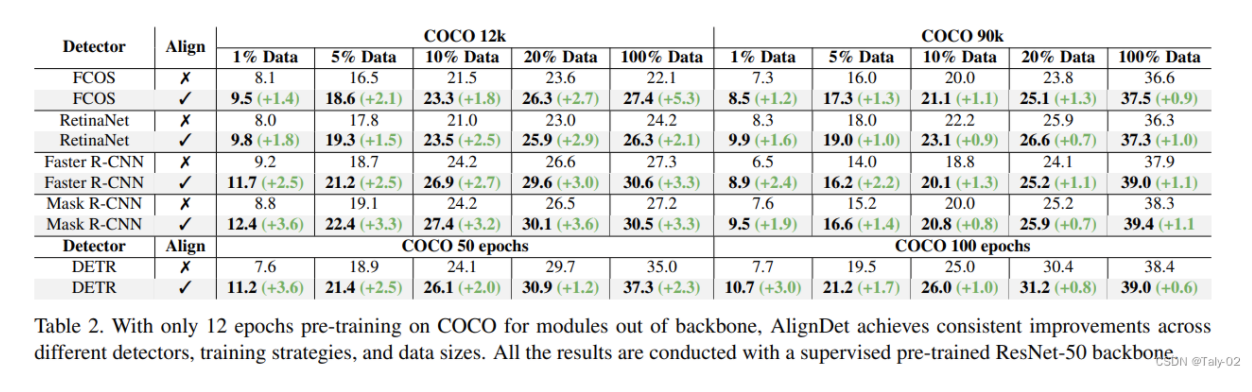 Detector Align COCO 12k COCO 90k
1% Data 5% Data 10% Data 20% Data 100% Data 1% Data 5% Data 10% Data 20% Data 100% Data
FCOS ✗ 8.1 16.5 21.5 23.6 22.1 7.3 16.0 20.0 23.8 36.6
FCOS ✓ 9.5 (+1.4) 18.6 (+2.1) 23.3 (+1.8) 26.3 (+2.7) 27.4 (+5.3) 8.5 (+1.2) 17.3 (+1.3) 21.1 (+1.1) 25.1 (+1.3) 37.5 (+0.9)
RetinaNet ✗ 8.0 17.8 21.0 23.0 24.2 8.3 18.0 22.2 25.9 36.3
RetinaNet ✓ 9.8 (+1.8) 19.3 (+1.5) 23.5 (+2.5) 25.9 (+2.9) 26.3 (+2.1) 9.9 (+1.6) 19.0 (+1.0) 23.1 (+0.9) 26.6 (+0.7) 37.3 (+1.0)
Faster R-CNN ✗ 9.2 18.7 24.2 26.6 27.3 6.5 14.0 18.8 24.1 37.9
Faster R-CNN ✓ 11.7 (+2.5) 21.2 (+2.5) 26.9 (+2.7) 29.6 (+3.0) 30.6 (+3.3) 8.9 (+2.4) 16.2 (+2.2) 20.1 (+1.3) 25.2 (+1.1) 39.0 (+1.1)
Mask R-CNN ✗ 8.8 19.1 24.2 26.5 27.2 7.6 15.2 20.0 25.2 38.3
Mask R-CNN ✓ 12.4 (+3.6) 22.4 (+3.3) 27.4 (+3.2) 30.1 (+3.6) 30.5 (+3.3) 9.5 (+1.9) 16.6 (+1.4) 20.8 (+0.8) 25.9 (+0.7) 39.4 (+1.1
Detector Align COCO 50 epochs COCO 100 epochs
DETR ✗ 7.6 18.9 24.1 29.7 35.0 7.7 19.5 25.0 30.4 38.4
DETR ✓ 11.2 (+3.6) 21.4 (+2.5) 26.1 (+2.0) 30.9 (+1.2) 37.3 (+2.3) 10.7 (+3.0) 21.2 (+1.7) 26.0 (+1.0) 31.2 (+0.8) 39.0 (+0.6)
Table 2. With only 12 epochs pre-training on COCO for modules out of backbone, AlignDet achieves consistent improvements across
different detectors, training strategies, and data sizes. All the results are conducted with a supervised pre-trained ResNet-50 backbone.
CSDN @Taly-02